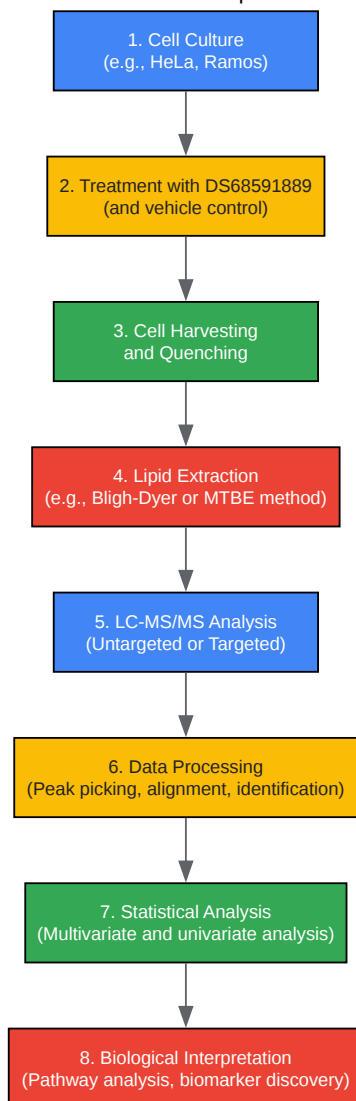 1. Cell Culture
(e.g., HeLa, Ramos)
2. Treatment with DS68591889
(and vehicle control)
3. Cell Harvesting
and Quenching
4. Lipid Extraction
(e.g., Bligh-Dyer or MTBE method)
5. LC-MS/MS Analysis
(Untargeted or Targeted)
6. Data Processing
(Peak picking, alignment, identification)
7. Statistical Analysis
(Multivariate and univariate analysis)
8. Biological Interpretation
(Pathway analysis, biomarker discovery)